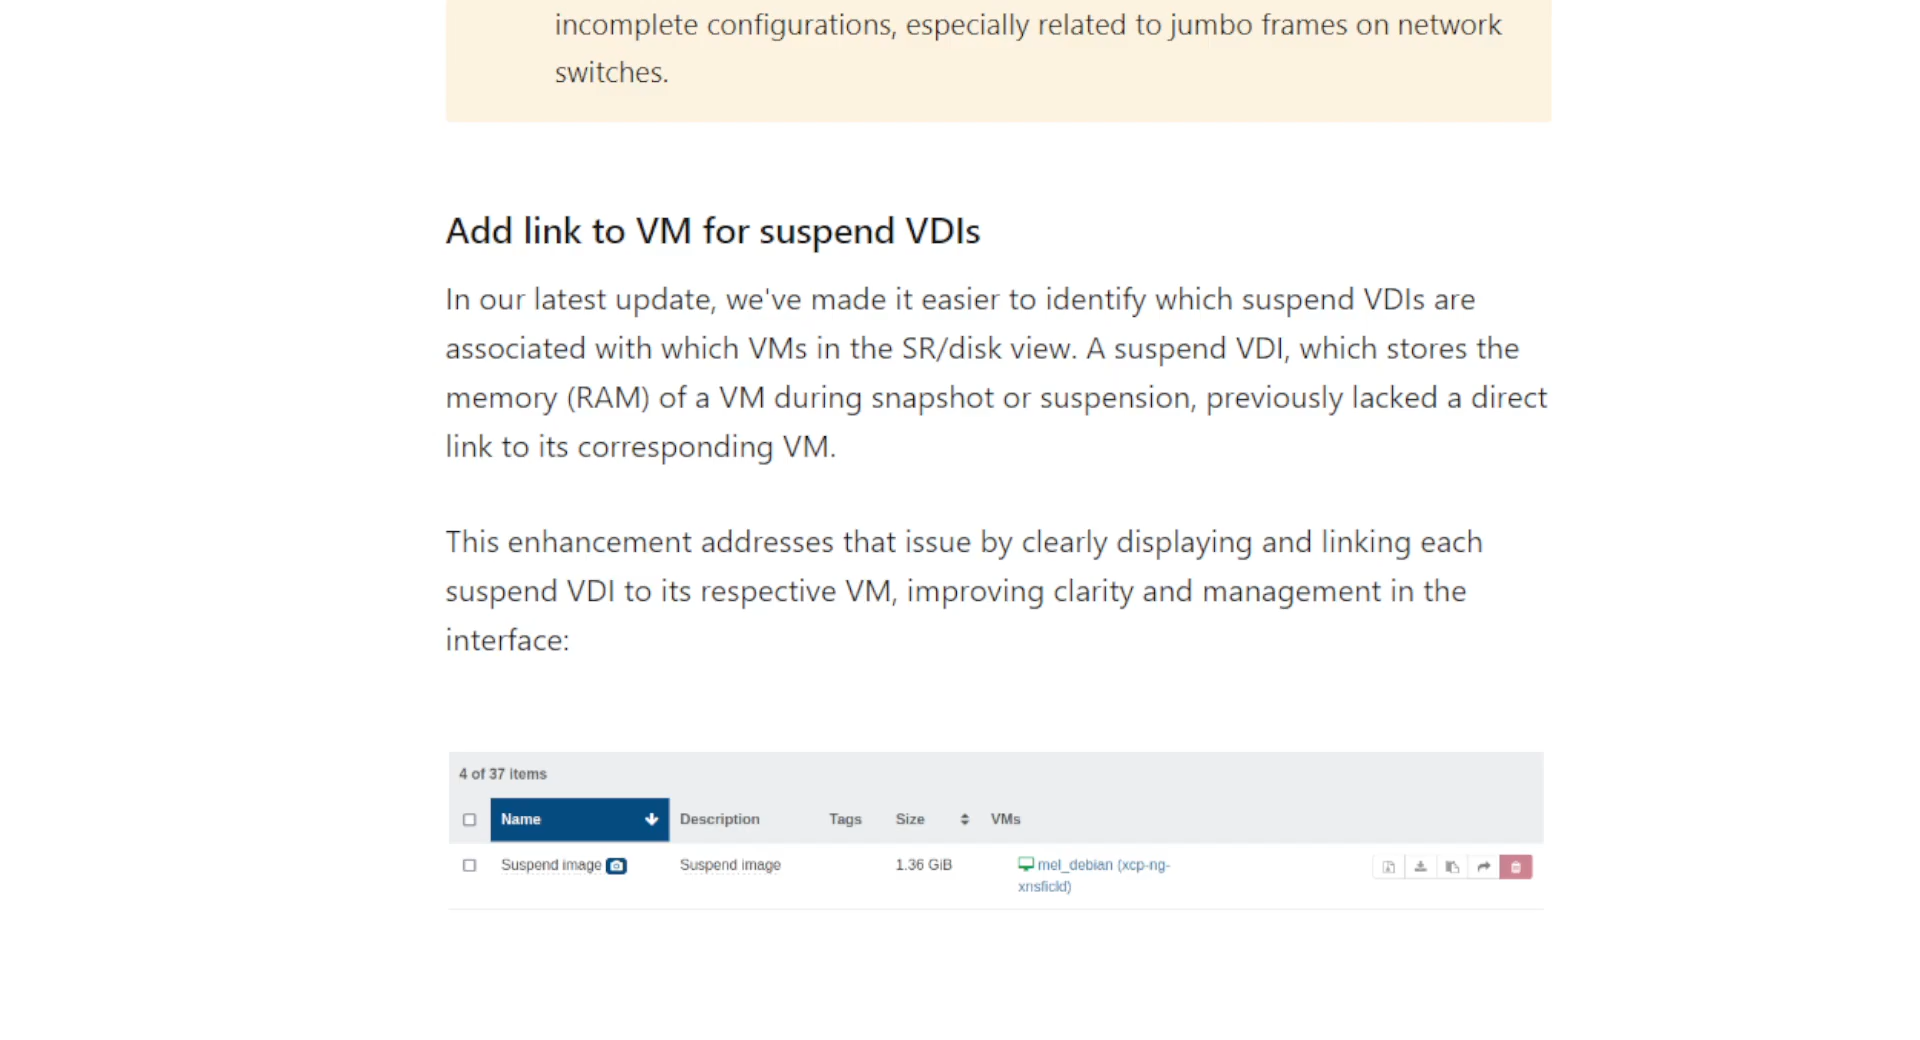 incomplete configurations, especially related to jumbo frames on network
switches.
Add link to VM for suspend VDIs
In our latest update, we've made it easier to identify which suspend VDIs are
associated with which VMs in the SR/disk view. A suspend VDI, which stores the
memory (RAM) of a VM during snapshot or suspension, previously lacked a direct
link to its corresponding VM.
This enhancement addresses that issue by clearly displaying and linking each
suspend VDI to its respective VM, improving clarity and management in the
interface:
4 of 37 items
Name Description Tags Size VMs
Suspend image Suspend image 1.36 GiB mel_debian (xcp-ng-
xnsficld)